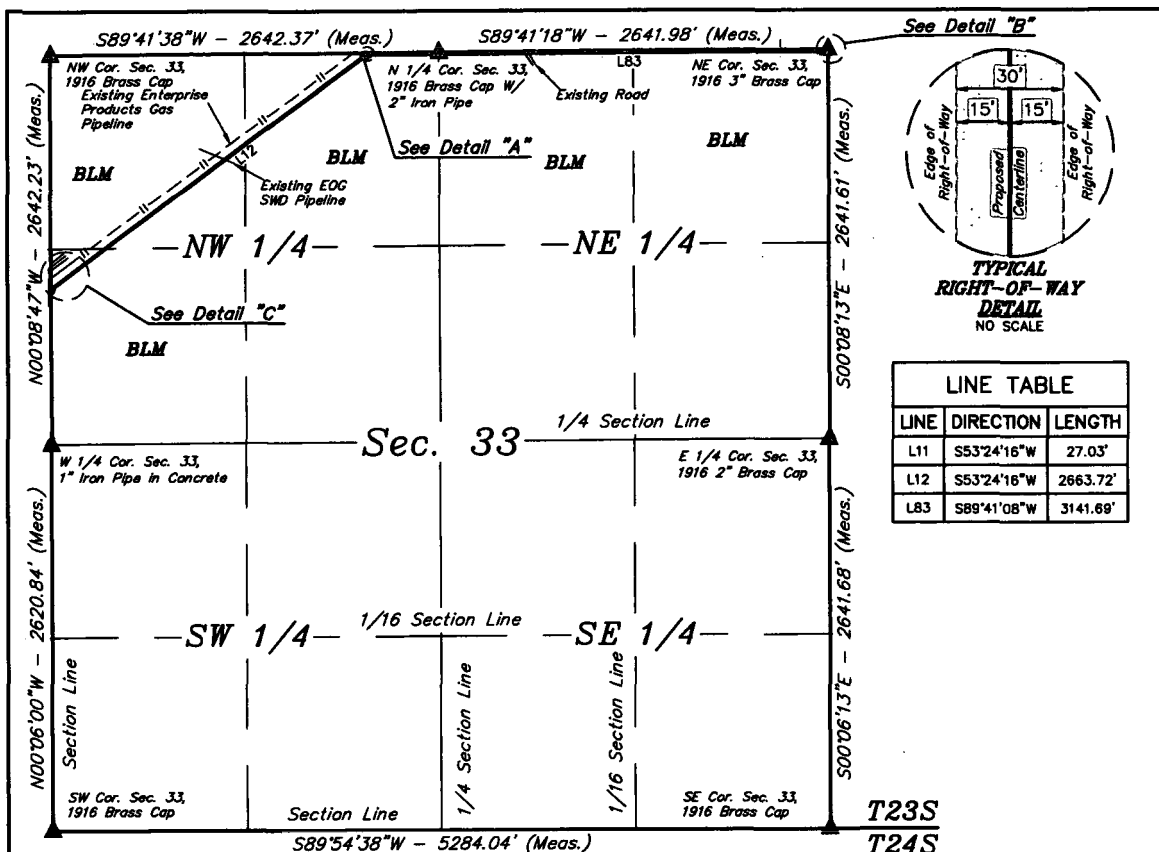 S89°41'38"W - 2642.37' (Meas.)
S89°41'18"W - 2641.98' (Meas.)
See Detail "B"
NW Cor. Sec. 33,
1916 Brass Cap
Existing Enterprise
Products Gas
Pipeline
N 1/4 Cor. Sec. 33,
1916 Brass Cap W/
2" Iron Pipe
L83
Existing Road
NE Cor. Sec. 33,
1916 3" Brass Cap
30'
15'
15'
Edge of
Right-of-Way
Proposed
Centerline
Edge of
Right-of-Way
TYPICAL
RIGHT-OF-WAY
DETAIL
NO SCALE
N00°08'47"W - 2642.23' (Meas.)
BLM
L12
BLM
See Detail "A"
BLM
BLM
Existing EOG
SWD Pipeline
NW 1/4
NE 1/4
See Detail "C"
BLM
S00°08'13"E - 2641.61' (Meas.)
LINE TABLE
LINE DIRECTION LENGTH
L11 S53°24'16"W 27.03'
L12 S53°24'16"W 2663.72'
L83 S89°41'08"W 3141.69'
Sec. 33
1/4 Section Line
W 1/4 Cor. Sec. 33,
1" Iron Pipe in Concrete
E 1/4 Cor. Sec. 33,
1916 2" Brass Cap
N00°06'00"W - 2620.84' (Meas.)
Section Line
SW 1/4
1/16 Section Line
SE 1/4
1/4 Section Line
1/16 Section Line
S00°06'13"E - 2641.68' (Meas.)
SW Cor. Sec. 33,
1916 Brass Cap
Section Line
SE Cor. Sec. 33,
1916 Brass Cap
S89°54'38"W - 5284.04' (Meas.)
T23S
T24S